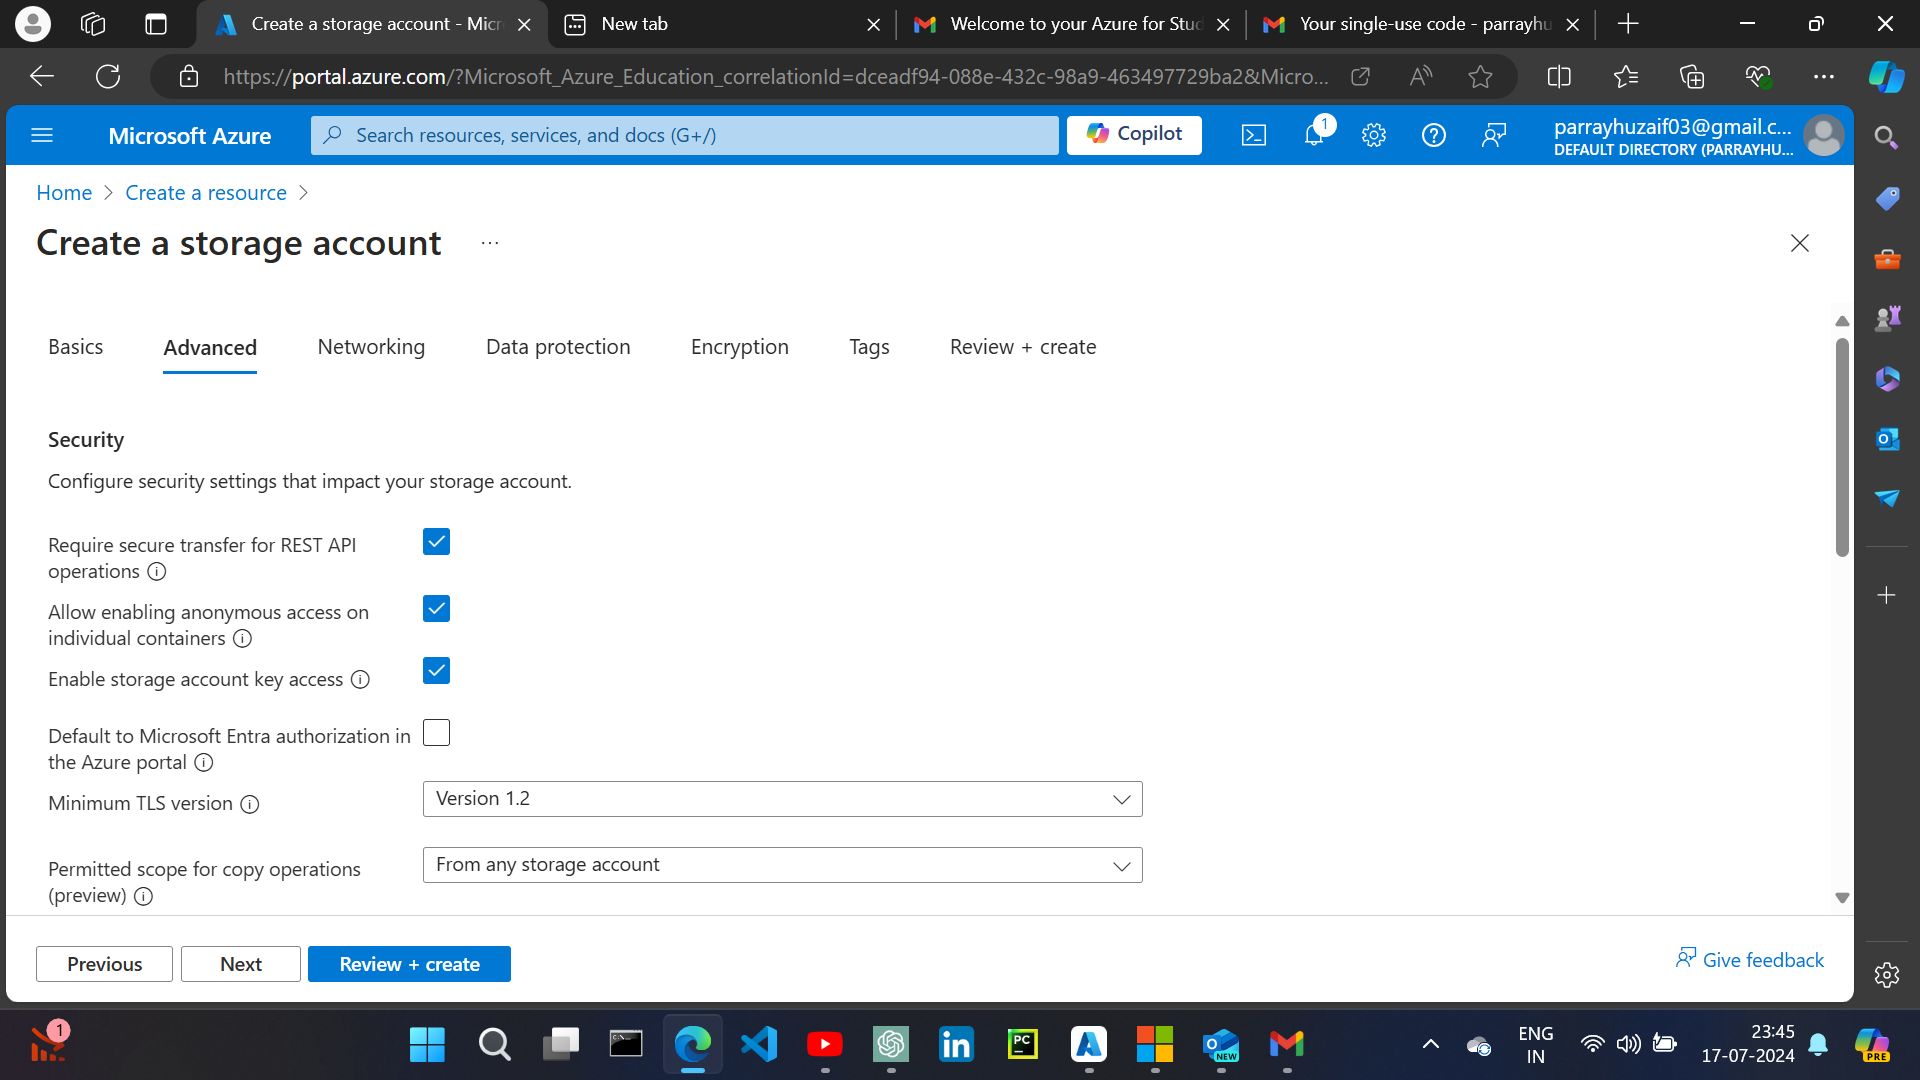 Create a storage account - Micr
New tab
Welcome to your Azure for Stud
Your single-use code - parrayhu
https://portal.azure.com/?Microsoft_Azure_Education_correlationId=dceadf94-088e-432c-98a9-463497729ba2&Micro...
Microsoft Azure
Search resources, services, and docs (G+/)
Copilot
1
parrayhuzaif03@gmail.c...
DEFAULT DIRECTORY (PARRAYHU...
Home > Create a resource >
Create a storage account ...
Basics
Advanced
Networking
Data protection
Encryption
Tags
Review + create
Security
Configure security settings that impact your storage account.
Require secure transfer for REST API
operations
Allow enabling anonymous access on
individual containers
Enable storage account key access
Default to Microsoft Entra authorization in
the Azure portal
Minimum TLS version
Version 1.2
Permitted scope for copy operations
(preview)
From any storage account
Previous
Next
Review + create
Give feedback
1
PC
in
NEW
ENG
IN
23:45
17-07-2024
PRE